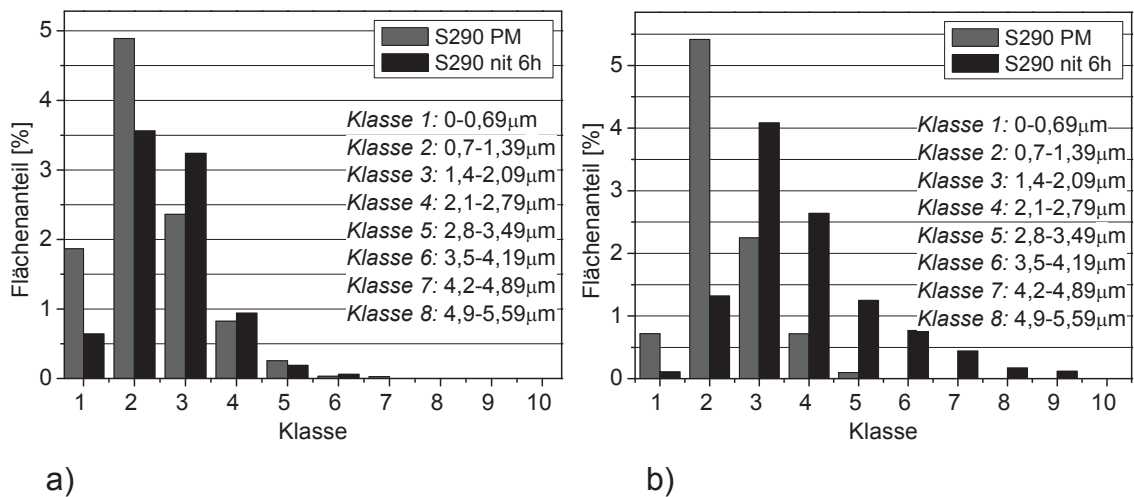 S290 PM
S290 nit 6h
Klasse 1: 0-0,69µm
Klasse 2: 0,7-1,39µm
Klasse 3: 1,4-2,09µm
Klasse 4: 2,1-2,79µm
Klasse 5: 2,8-3,49µm
Klasse 6: 3,5-4,19µm
Klasse 7: 4,2-4,89µm
Klasse 8: 4,9-5,59µm
Flächenanteil [%]
5
4
3
2
1
0
1 2 3 4 5 6 7 8 9 10
Klasse
a)
S290 PM
S290 nit 6h
Klasse 1: 0-0,69µm
Klasse 2: 0,7-1,39µm
Klasse 3: 1,4-2,09µm
Klasse 4: 2,1-2,79µm
Klasse 5: 2,8-3,49µm
Klasse 6: 3,5-4,19µm
Klasse 7: 4,2-4,89µm
Klasse 8: 4,9-5,59µm
Flächenanteil [%]
5
4
3
2
1
0
1 2 3 4 5 6 7 8 9 10
Klasse
b)